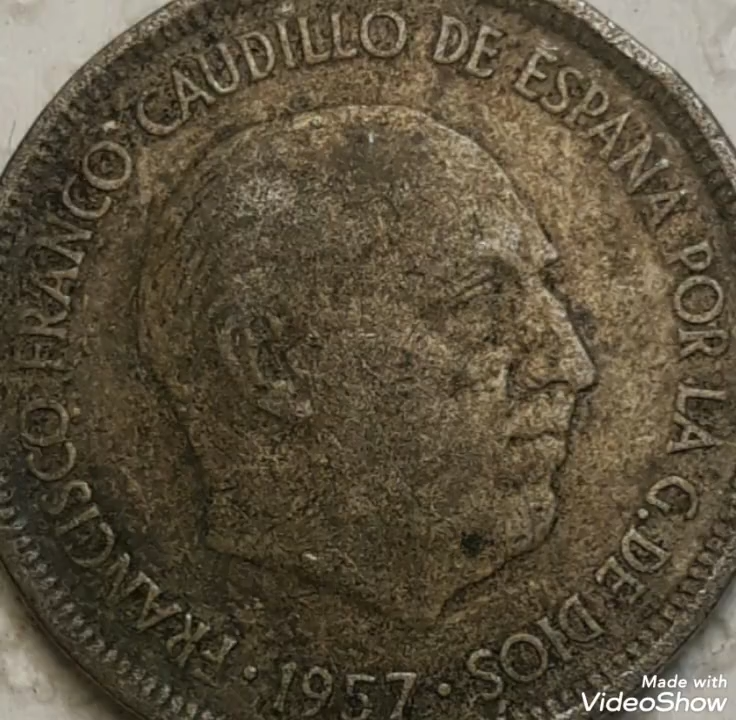 FRANCISCO FRANCO CAUDILLO DE ESPAÑA POR LA G. DE DIOS
· 1957 ·
Made with
VideoShow